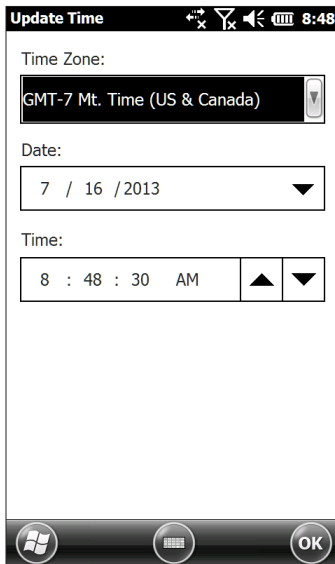 Update Time 8:48
Time Zone:
GMT-7 Mt. Time (US & Canada)
Date:
7 / 16 / 2013
Time:
8 : 48 : 30 AM
OK